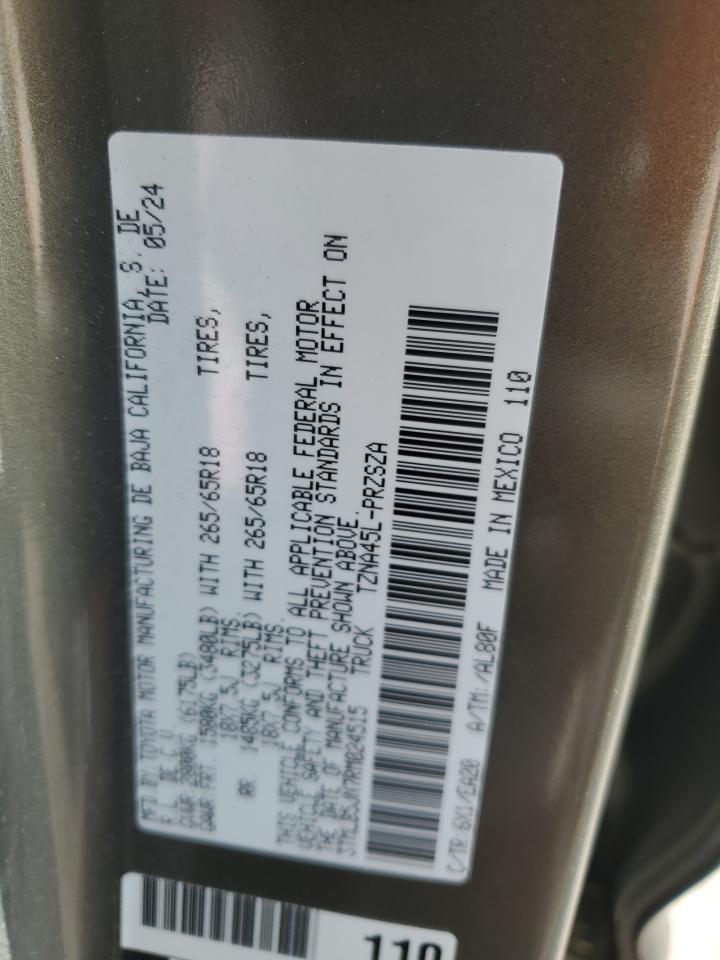 MFD BY TOYOTA MOTOR MANUFACTURING DE BAJA CALIFORNIA, S. DE
R.L. DE C.V. DATE: 05/24
GVWR 2800KG (6175LB)
GAWR FRT. 1580KG (3480LB) WITH 265/65R18 TIRES,
18X7.5J RIMS.
RR. 1485KG (3275LB) WITH 265/65R18 TIRES,
18X7.5J RIMS.
THIS VEHICLE CONFORMS TO ALL APPLICABLE FEDERAL MOTOR
VEHICLE SAFETY AND THEFT PREVENTION STANDARDS IN EFFECT ON
THE DATE OF MANUFACTURE SHOWN ABOVE.
TRUCK TZNA45L-PRZSZA
C/TR: 6X1/EA20 A/TM: /AL80F MADE IN MEXICO 110
110